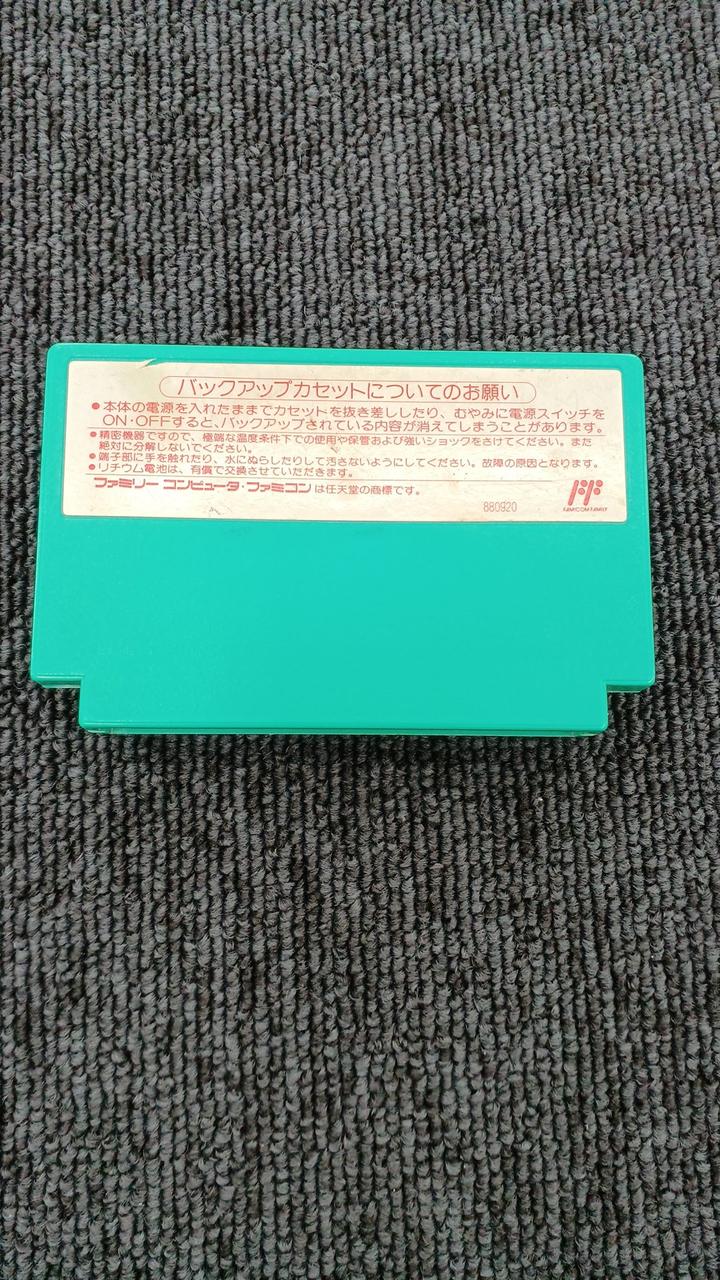 バックアップカセットについてのお願い
●本体の電源を入れたままでカセットを抜き差ししたり、むやみに電源スイッチを
ON・OFFすると、バックアップされている内容が消えてしまうことがあります。
●精密機器ですので、極端な温度条件下での使用や保管および強いショックをさけてください。また
絶対に分解しないでください。
●端子部に手を触れたり、水にぬらしたりして汚さないようにしてください。故障の原因となります。
●リチウム電池は、有償で交換させていただきます。
ファミリー コンピュータ・ファミコンは任天堂の商標です。
880920
FAMICOM FAMILY